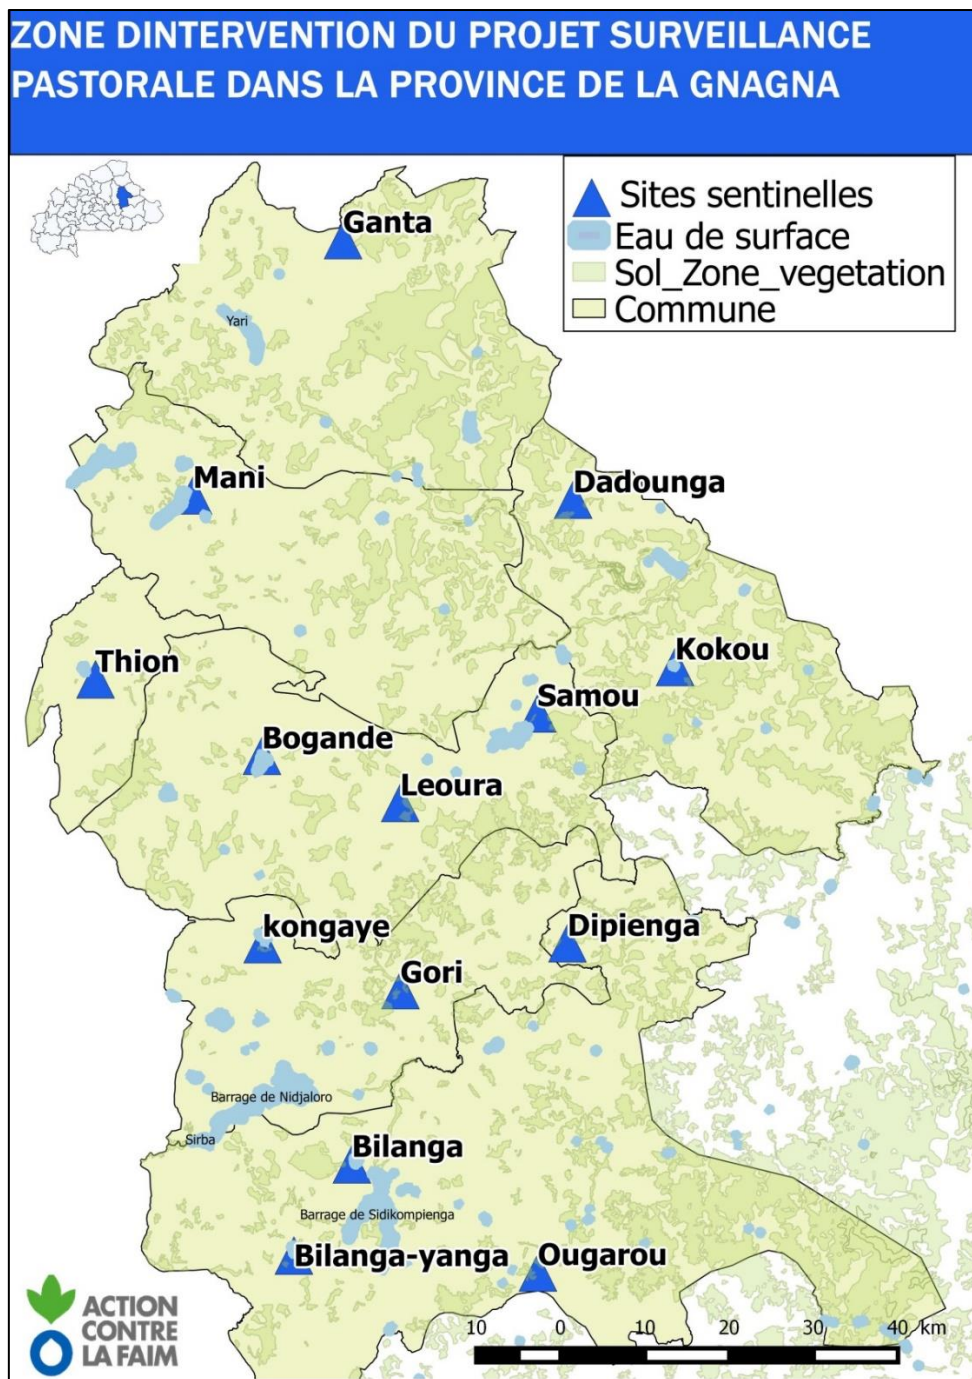 ZONE DINTERVENTION DU PROJET SURVEILLANCE
PASTORALE DANS LA PROVINCE DE LA GNAGNA
Sites sentinelles
Eau de surface
Sol_Zone_vegetation
Commune
Ganta
Yari
Mani
Dadounga
Thion
Kokou
Samou
Bogande
Leoura
kongaye
Dipienga
Gori
Barrage de Nidjaloro
Sirba
Bilanga
Barrage de Sidikompienga
Bilanga-yanga
Ougarou
ACTION
CONTRE
LA FAIM
10 0 10 20 30 40 km